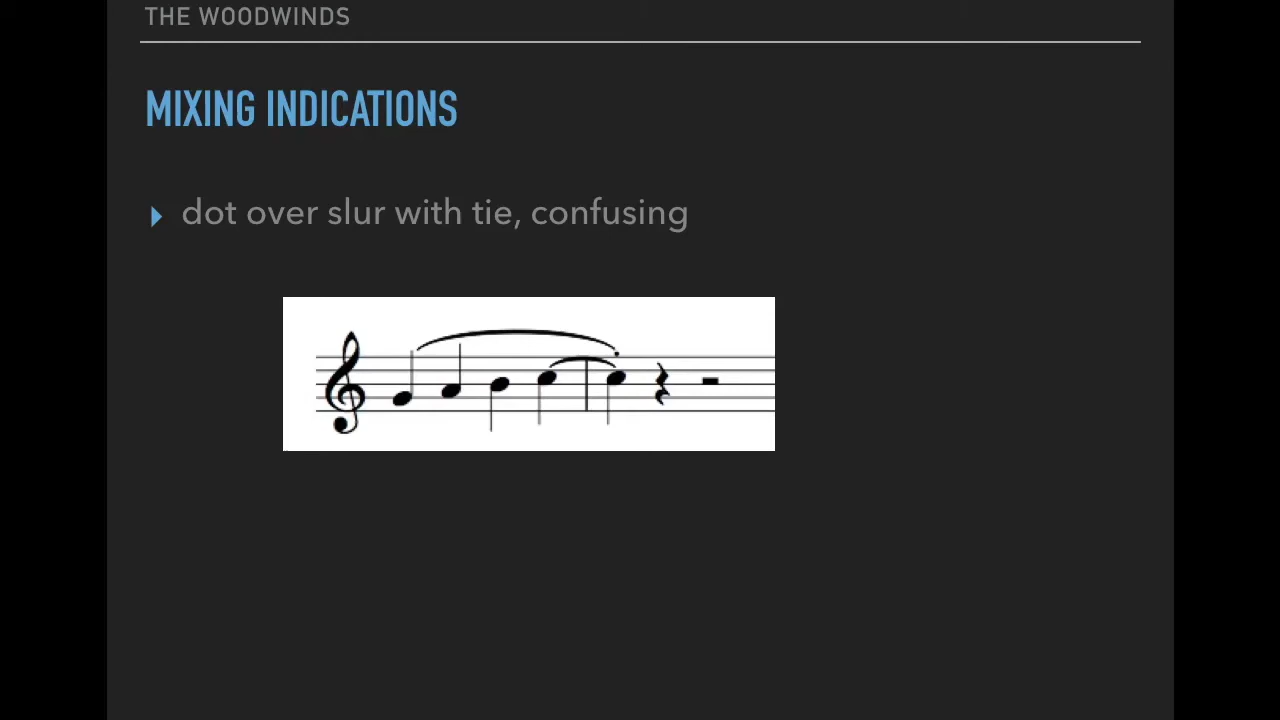 THE WOODWINDS
MIXING INDICATIONS
dot over slur with tie, confusing